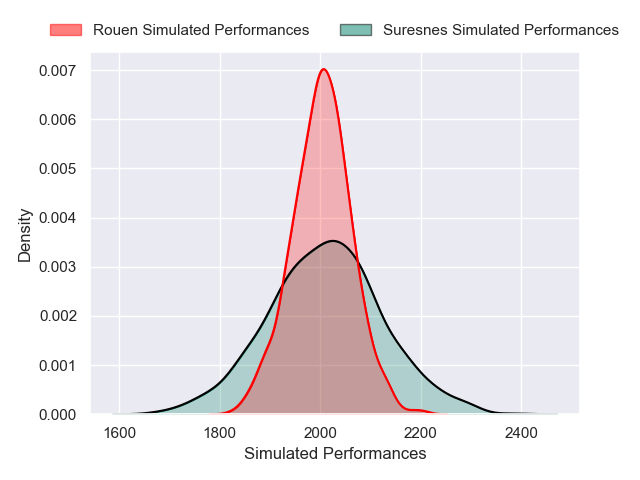 Rouen Simulated Performances Suresnes Simulated Performances
0.007
0.006
0.005
0.004
0.003
0.002
0.001
0.000
Density
1600 1800 2000 2200 2400
Simulated Performances